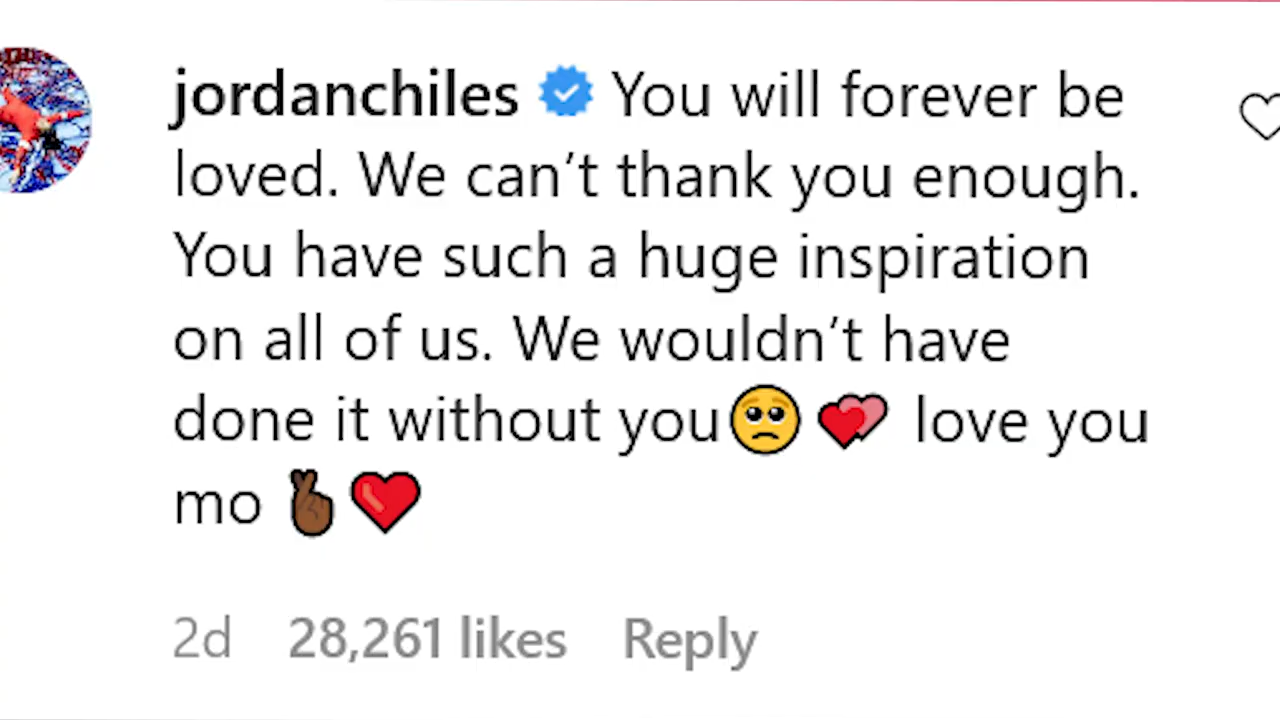 jordanchiles You will forever be
loved. We can’t thank you enough.
You have such a huge inspiration
on all of us. We wouldn’t have
done it without you🥺💕 love you
mo 🤞🏾❤️
2d 28,261 likes Reply